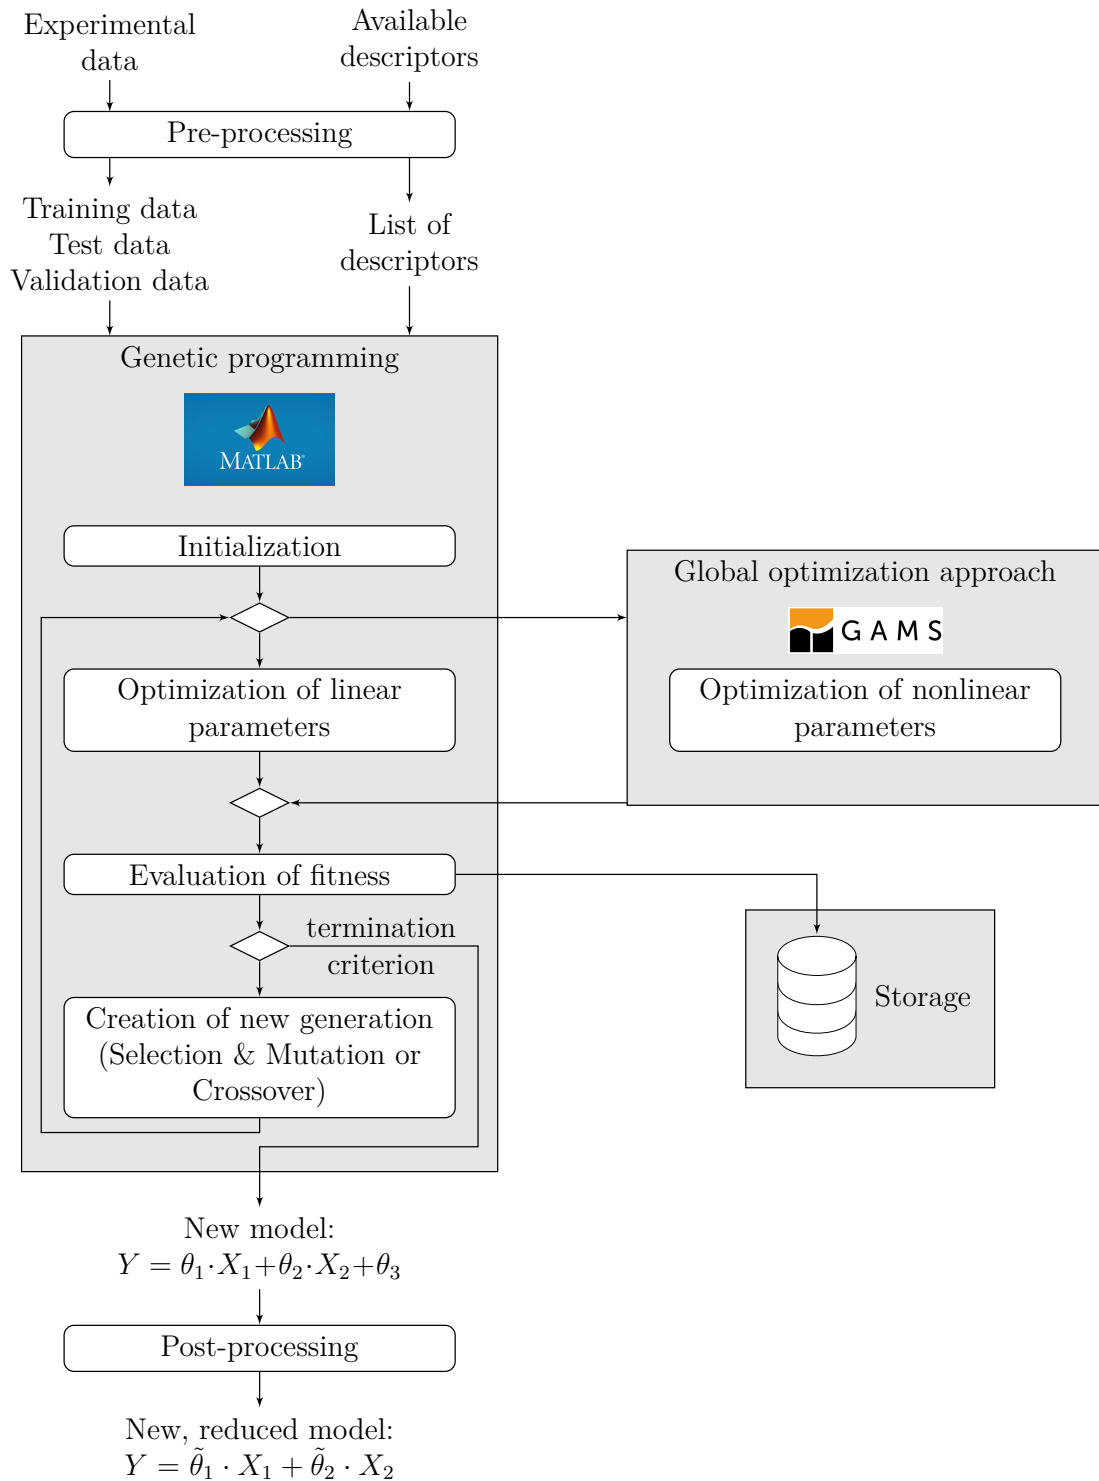 Experimental
data
Available
descriptors
Pre-processing
Training data
Test data
Validation data
List of
descriptors
Genetic programming
MATLAB®
Initialization
Global optimization approach
GAMS
Optimization of linear
parameters
Optimization of nonlinear
parameters
Evaluation of fitness
termination
criterion
Storage
Creation of new generation
(Selection & Mutation or
Crossover)
New model:
Y = θ₁·X₁+θ₂·X₂+θ₃
Post-processing
New, reduced model:
Y = θ̃₁ · X₁ + θ̃₂ · X₂